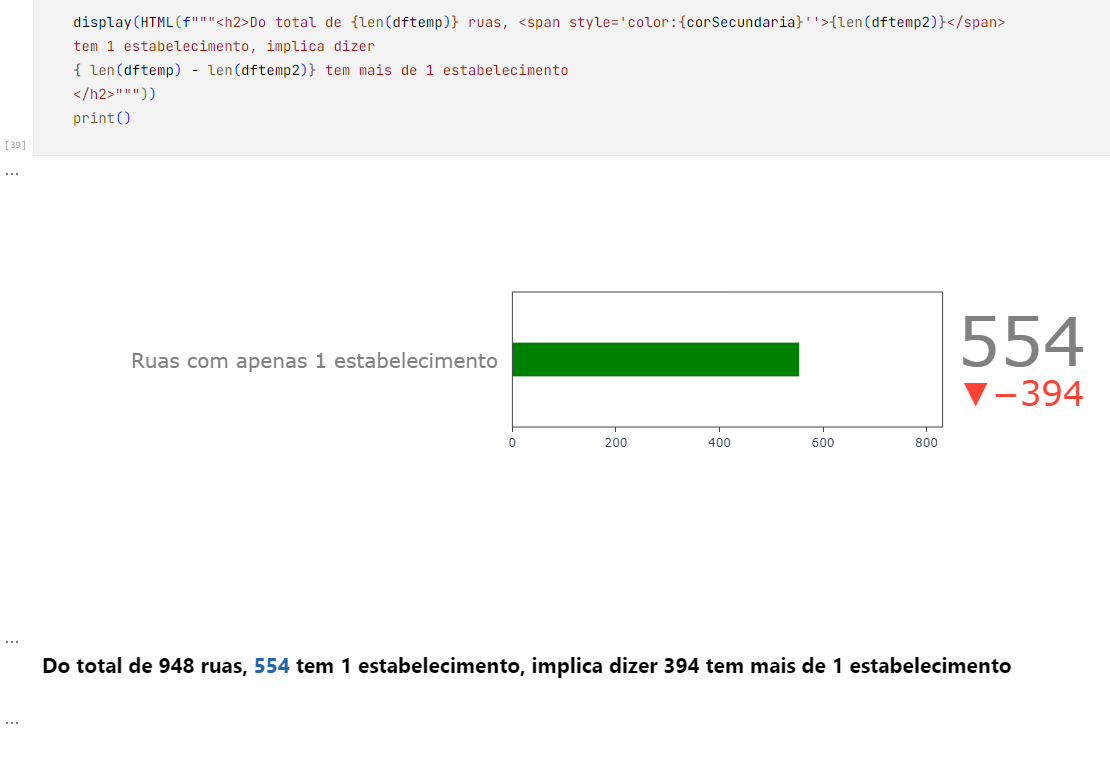 display(HTML(f"""<h2>Do total de {len(dftemp)} ruas, <span style='color:{corSecundaria}''>{len(dftemp2)}</span>
tem 1 estabelecimento, implica dizer
{ len(dftemp) - len(dftemp2)} tem mais de 1 estabelecimento
</h2>"""))
print()
[39]
...
Ruas com apenas 1 estabelecimento
554
▼−394
0 200 400 600 800
...
Do total de 948 ruas, 554 tem 1 estabelecimento, implica dizer 394 tem mais de 1 estabelecimento
...